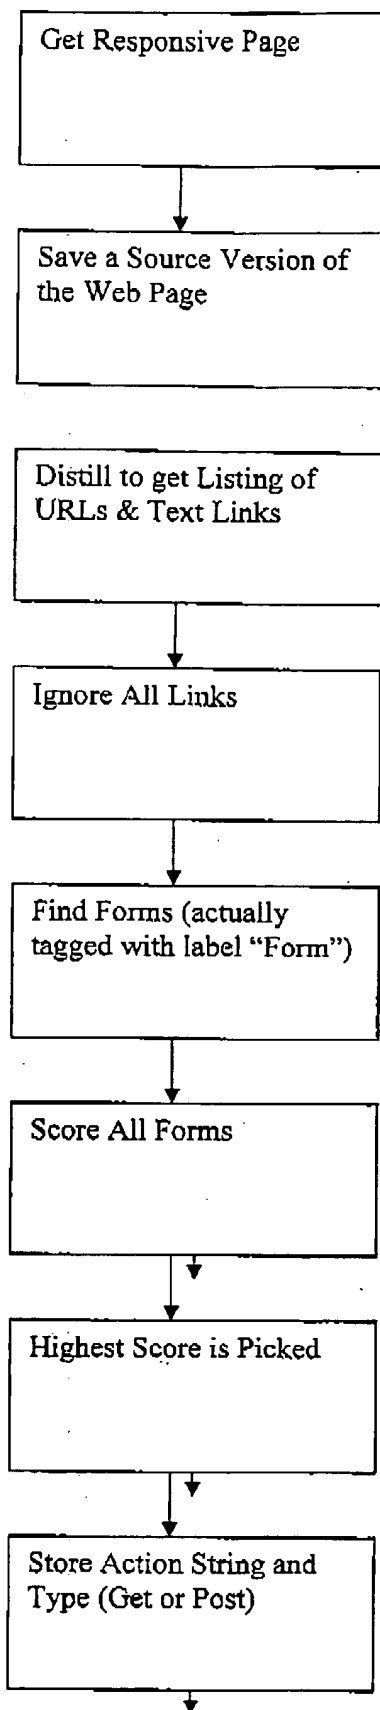 Get Responsive Page
Save a Source Version of
the Web Page
Distill to get Listing of
URLs & Text Links
Ignore All Links
Find Forms (actually
tagged with label “Form”)
Score All Forms
Highest Score is Picked
Store Action String and
Type (Get or Post)